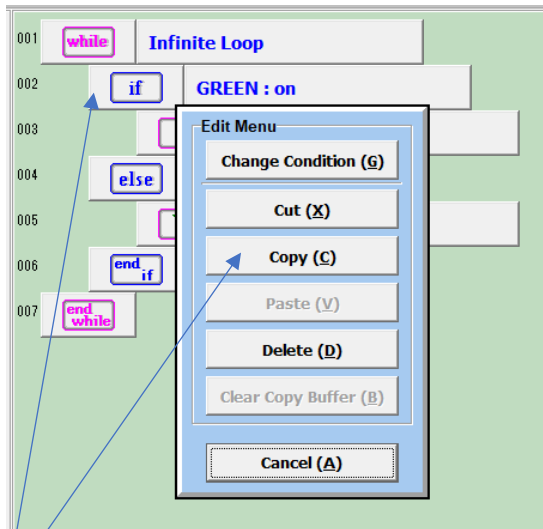 001 while Infinite Loop
002 if GREEN : on
003
004 else
005
006 end if
007 end while
Edit Menu
Change Condition (G)
Cut (X)
Copy (C)
Paste (V)
Delete (D)
Clear Copy Buffer (B)
Cancel (A)